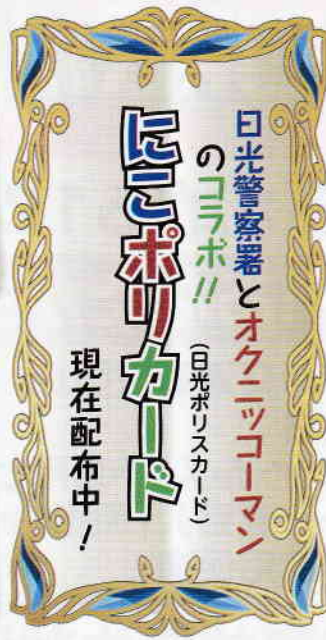 日光警察署とオクニッコーマン
のコラボ!!
(日光ポリスカード)
にこポリカード
現在配布中!